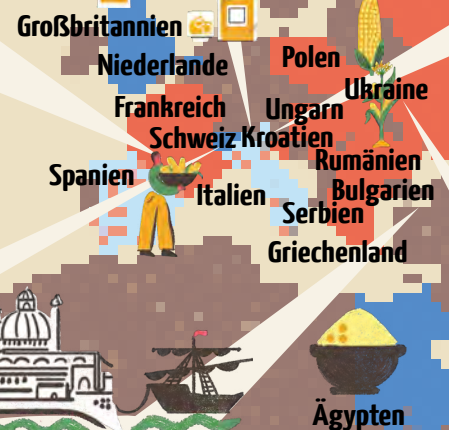 Großbritannien
Niederlande
Polen
Ukraine
Frankreich
Ungarn
Schweiz
Kroatien
Rumänien
Spanien
Italien
Bulgarien
Serbien
Griechenland
Ägypten